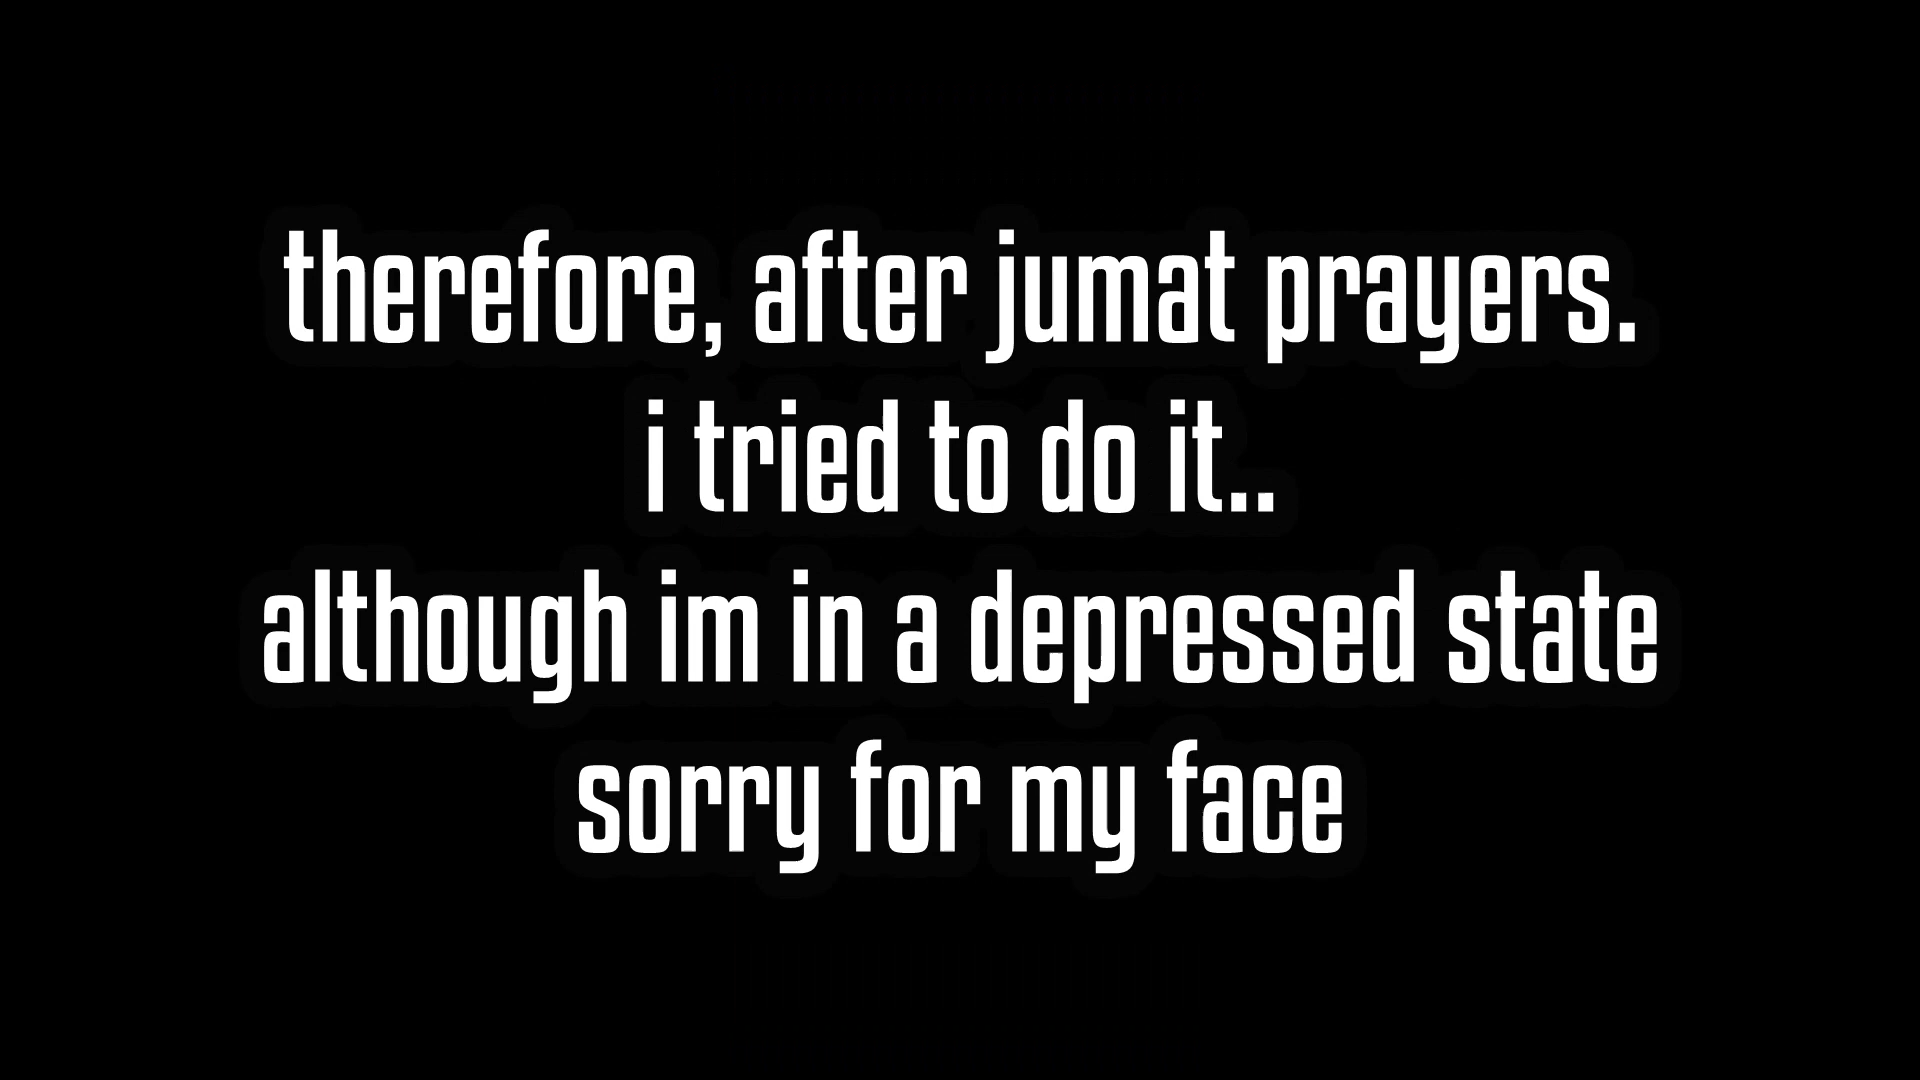 therefore, after jumat prayers.
i tried to do it..
although im in a depressed state
sorry for my face